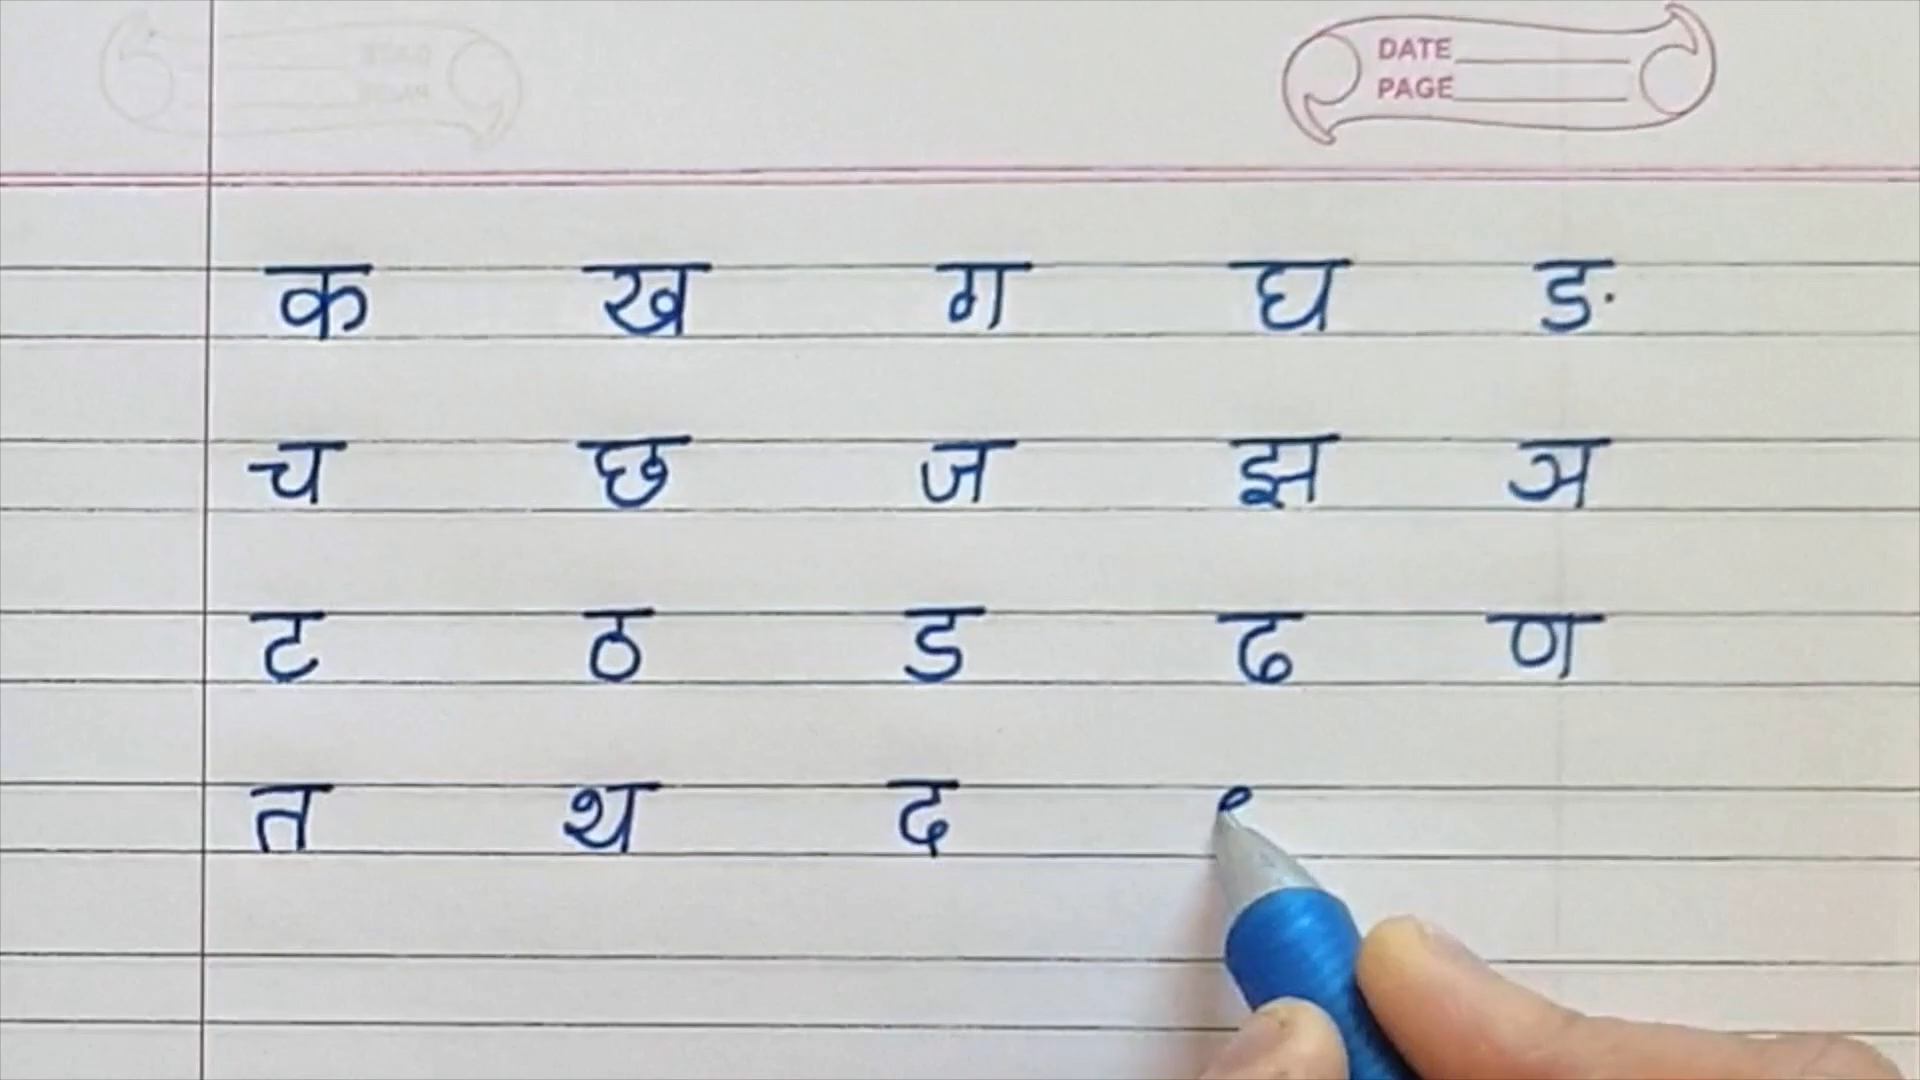 DATE
PAGE
क ख ग घ ङ
च छ ज झ ञ
ट ठ ड ढ ण
त थ द